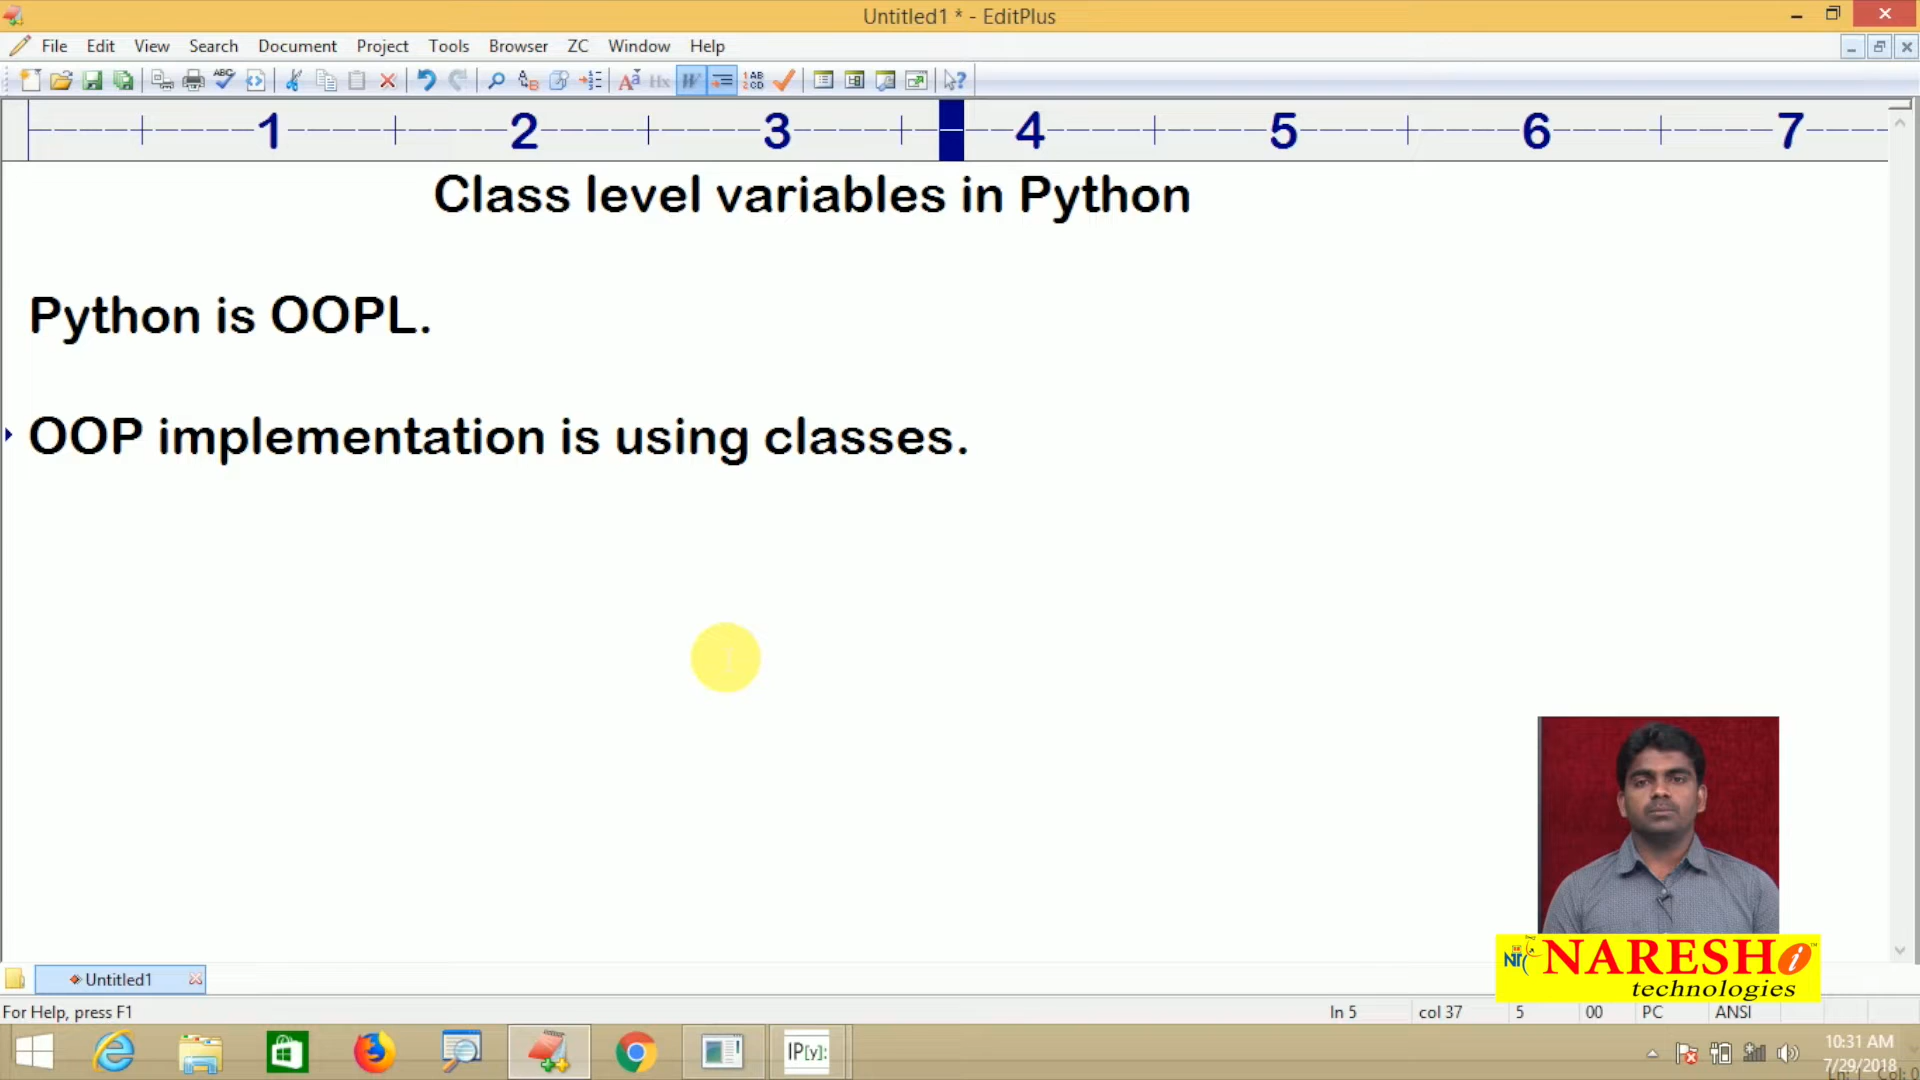 Untitled1 * - EditPlus
File Edit View Search Document Project Tools Browser ZC Window Help
1 2 3 4 5 6 7
Class level variables in Python
Python is OOPL.
OOP implementation is using classes.
NARESH i
technologies
Untitled1
For Help, press F1
ln 5 col 37 5 00 PC ANSI
IP[y]:
10:31 AM
7/29/2018